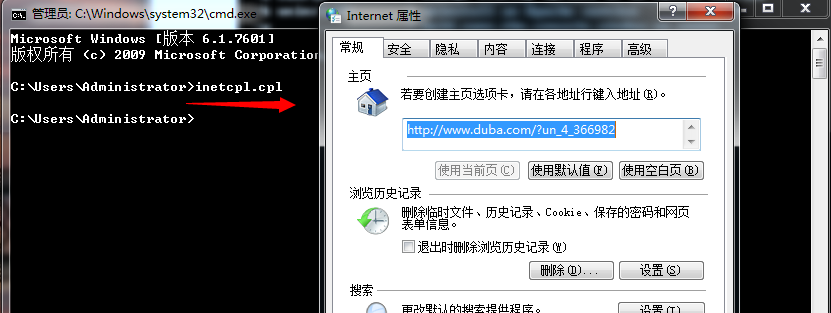 管理员: C:\Windows\system32\cmd.exe
Microsoft Windows [版本 6.1.7601]
版权所有 (c) 2009 Microsoft Corporation
C:\Users\Administrator>inetcpl.cpl
C:\Users\Administrator>
Internet 属性
常规 安全 隐私 内容 连接 程序 高级
主页
若要创建主页选项卡，请在各地址行键入地址(R)。
http://www.duba.com/?un_4_366982
使用当前页(C) 使用默认值(F) 使用空白页(B)
浏览历史记录
删除临时文件、历史记录、Cookie、保存的密码和网页
表单信息。
退出时删除浏览历史记录(W)
删除(D)... 设置(S)
搜索
更改默认的搜索提供程序。
设置(T)